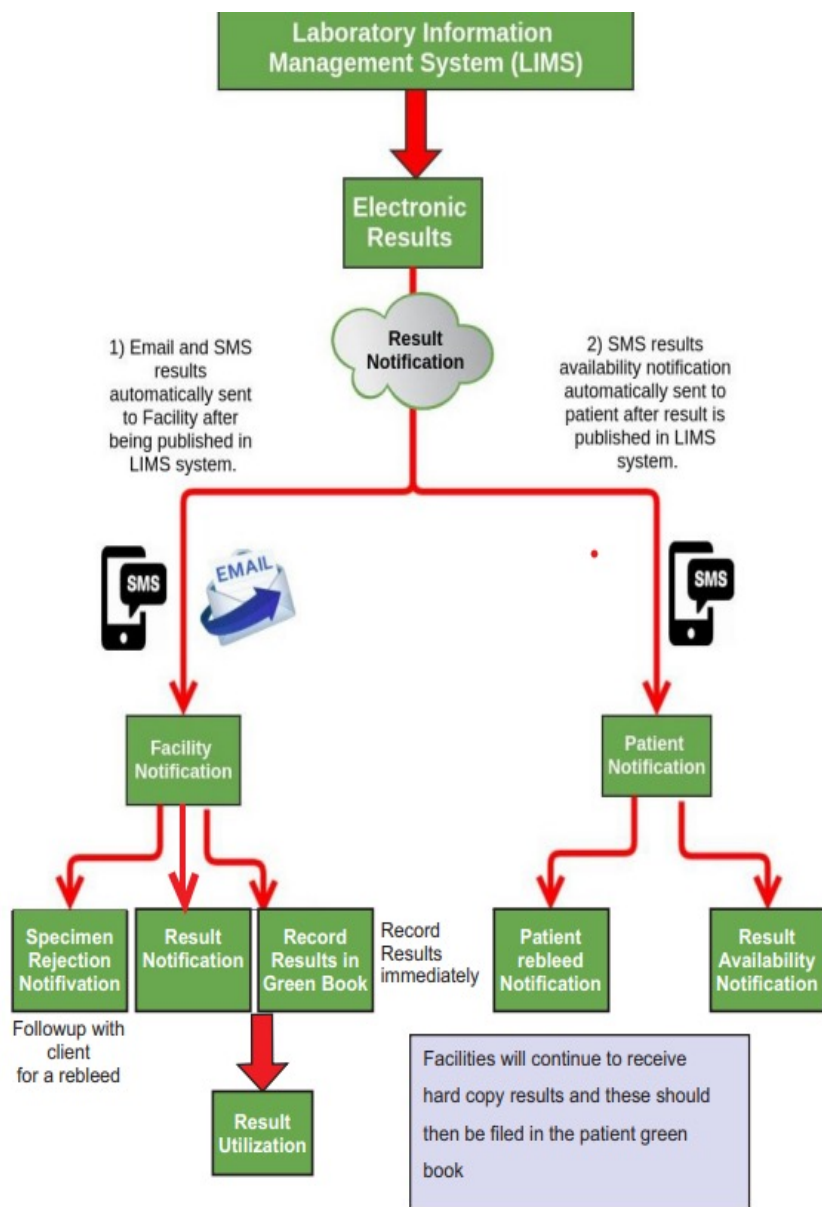 Laboratory Information
Management System (LIMS)
Electronic
Results
Result
Notification
1) Email and SMS
results
automatically sent
to Facility after
being published in
LIMS system.
2) SMS results
availability notification
automatically sent to
patient after result is
published in LIMS
system.
SMS
EMAIL
SMS
Facility
Notification
Patient
Notification
Specimen
Rejection
Notifivation
Result
Notification
Record
Results in
Green Book
Record
Results
immediately
Patient
rebleed
Notification
Result
Availability
Notification
Followup with
client
for a rebleed
Result
Utilization
Facilities will continue to receive
hard copy results and these should
then be filed in the patient green
book